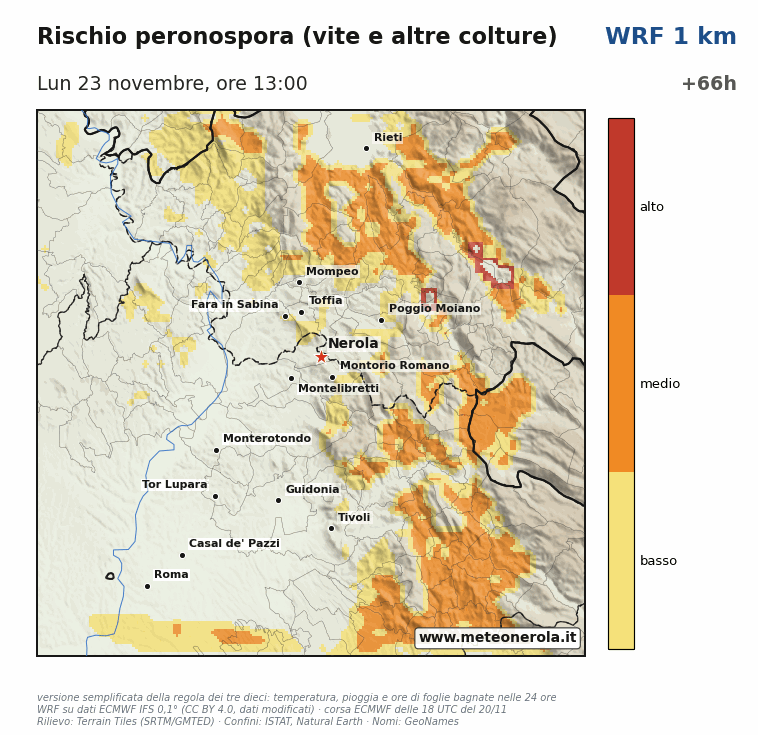 Rischio peronospora (vite e altre colture)
WRF 1 km
Lun 23 novembre, ore 13:00
+66h
Rieti
alto
Mompeo
Toffia
Fara in Sabina
Poggio Moiano
Nerola
Montorio Romano
medio
Montelibretti
Monterotondo
Tor Lupara
Guidonia
Tivoli
Casal de' Pazzi
basso
Roma
www.meteonerola.it
versione semplificata della regola dei tre dieci: temperatura, pioggia e ore di foglie bagnate nelle 24 ore
WRF su dati ECMWF IFS 0,1° (CC BY 4.0, dati modificati) · corsa ECMWF delle 18 UTC del 20/11
Rilievo: Terrain Tiles (SRTM/GMTED) · Confini: ISTAT, Natural Earth · Nomi: GeoNames